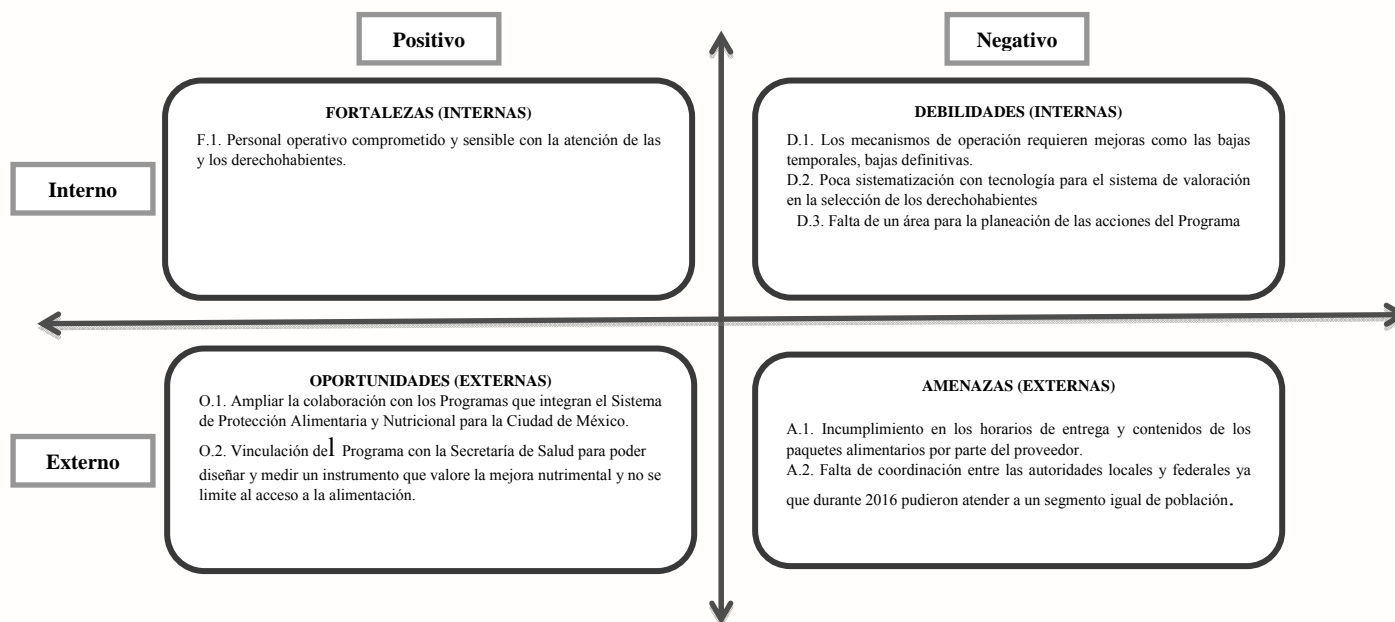 Positivo
Negativo
Interno
FORTALEZAS (INTERNAS)
F.1. Personal operativo comprometido y sensible con la atención de las
y los derechohabientes.
DEBILIDADES (INTERNAS)
D.1. Los mecanismos de operación requieren mejoras como las bajas
temporales, bajas definitivas.
D.2. Poca sistematización con tecnología para el sistema de valoración
en la selección de los derechohabientes
D.3. Falta de un área para la planeación de las acciones del Programa
Externo
OPORTUNIDADES (EXTERNAS)
O.1. Ampliar la colaboración con los Programas que integran el Sistema
de Protección Alimentaria y Nutricional para la Ciudad de México.
O.2. Vinculación del Programa con la Secretaría de Salud para poder
diseñar y medir un instrumento que valore la mejora nutrimental y no se
limite al acceso a la alimentación.
AMENAZAS (EXTERNAS)
A.1. Incumplimiento en los horarios de entrega y contenidos de los
paquetes alimentarios por parte del proveedor.
A.2. Falta de coordinación entre las autoridades locales y federales ya
que durante 2016 pudieron atender a un segmento igual de población.